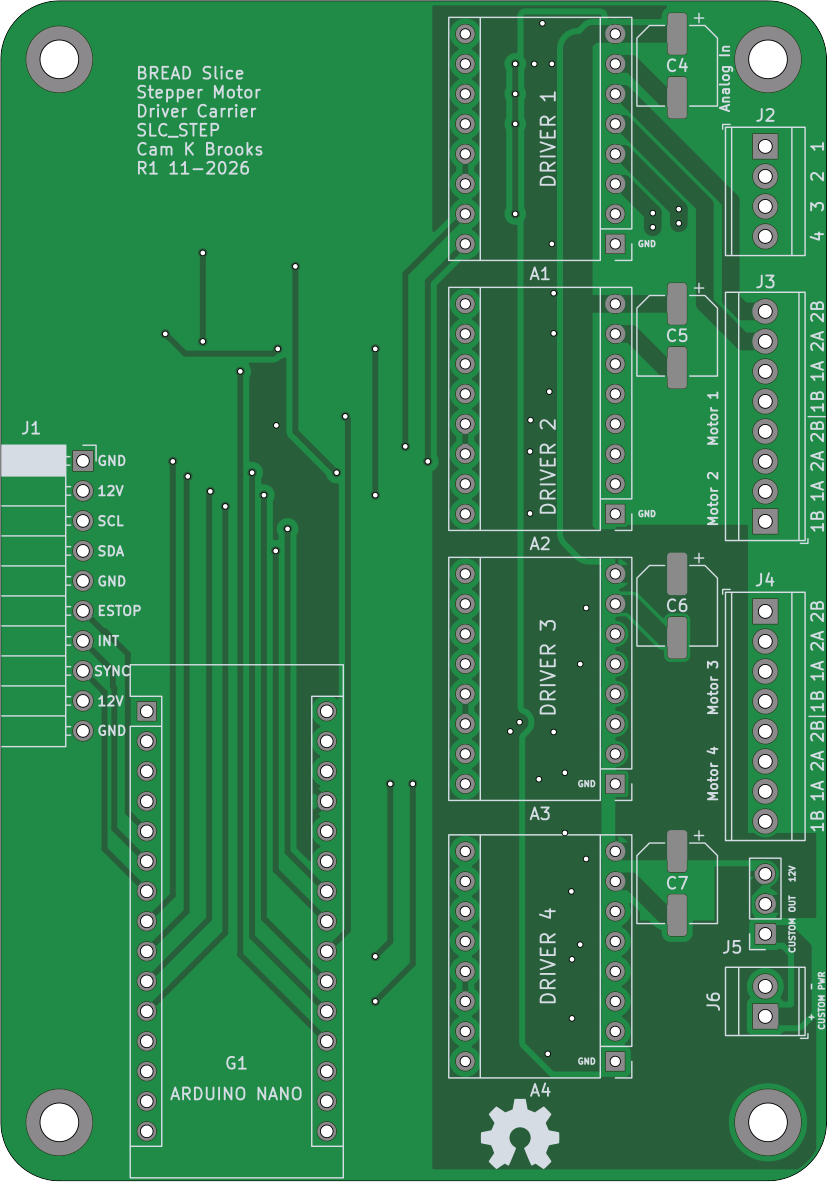 BREAD Slice
Stepper Motor
Driver Carrier
SLC_STEP
Cam K Brooks
R1 11-2026
DRIVER 1
GND
A1
+
C4
Analog In
J2
1
2
3
4
DRIVER 2
GND
A2
+
C5
J3
1B 1A 2A 2B|1B 1A 2A 2B
Motor 1
Motor 2
J1
GND
12V
SCL
SDA
GND
ESTOP
INT
SYNC
12V
GND
DRIVER 3
GND
A3
+
C6
J4
1B 1A 2A 2B|1B 1A 2A 2B
Motor 3
Motor 4
DRIVER 4
GND
A4
+
C7
J5
CUSTOM OUT 12V
J6
+ -
CUSTOM PWR
G1
ARDUINO NANO